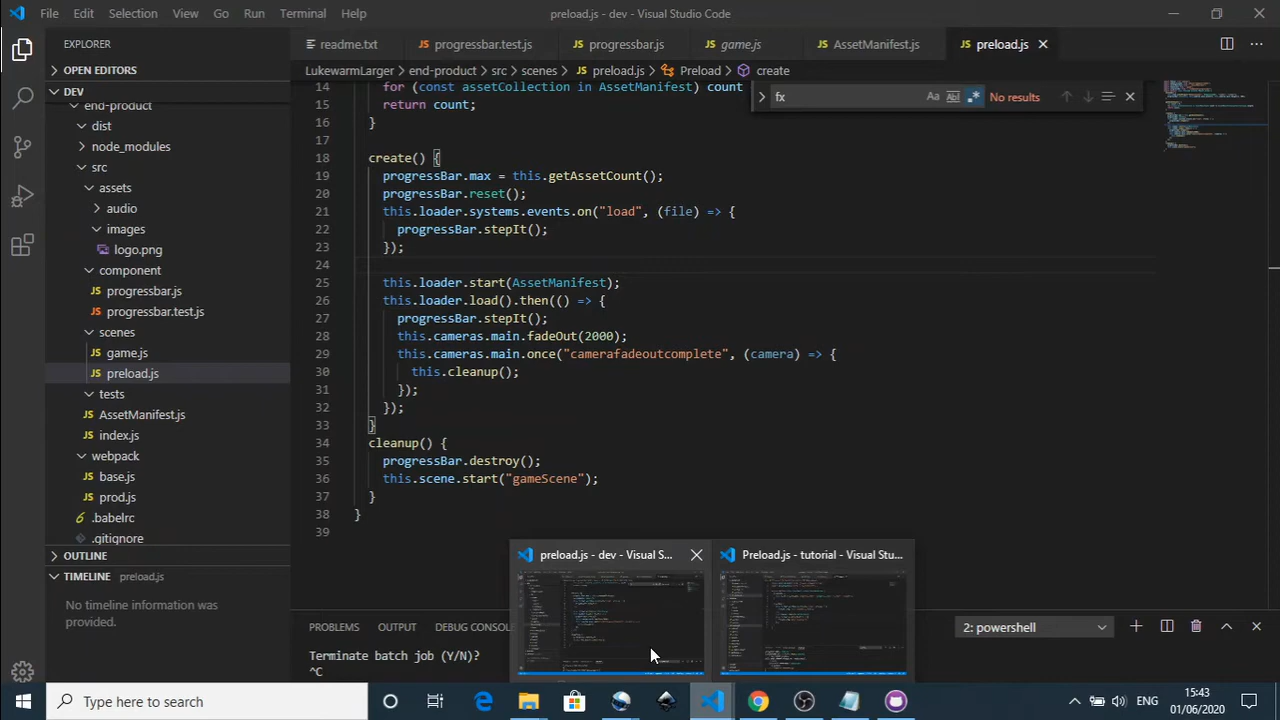 File Edit Selection View Go Run Terminal Help
preload.js - dev - Visual Studio Code
EXPLORER
readme.txt
progressbar.test.js
progressbar.js
game.js
AssetManifest.js
preload.js
OPEN EDITORS
LukewarmLarger > end-product > src > scenes > preload.js > Preload > create
DEV
end-product
dist
node_modules
src
assets
audio
images
logo.png
component
progressbar.js
progressbar.test.js
scenes
game.js
preload.js
tests
AssetManifest.js
index.js
webpack
base.js
prod.js
.babelrc
.gitignore
OUTLINE
TIMELINE preload.js
No timeline information was
provided.
fx
Aa
No results
14 for (const assetCollection in AssetManifest) count
15 return count;
16 }
17
18 create() {
19 progressBar.max = this.getAssetCount();
20 progressBar.reset();
21 this.loader.systems.events.on("load", (file) => {
22 progressBar.stepIt();
23 });
24
25 this.loader.start(AssetManifest);
26 this.loader.load().then(() => {
27 progressBar.stepIt();
28 this.cameras.main.fadeOut(2000);
29 this.cameras.main.once("camerafadeoutcomplete", (camera) => {
30 this.cleanup();
31 });
32 });
33 }
34 cleanup() {
35 progressBar.destroy();
36 this.scene.start("gameScene");
37 }
38 }
39
preload.js - dev - Visual S...
Preload.js - tutorial - Visual Stu...
OUTPUT
2: powershell
Terminate batch job (Y/N)?
^C
Type here to search
ENG
15:43
01/06/2020